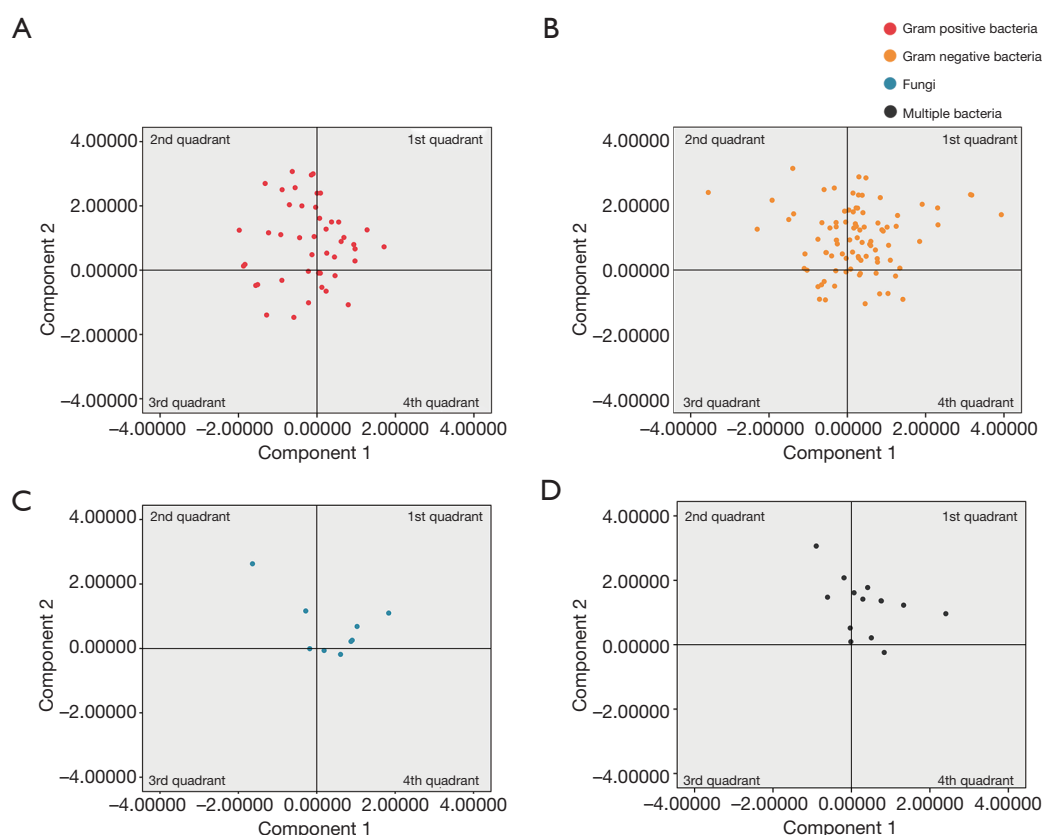 A
B
Gram positive bacteria
Gram negative bacteria
Fungi
Multiple bacteria
4.00000
2.00000
0.00000
−2.00000
−4.00000
Component 2
2nd quadrant
1st quadrant
3rd quadrant
4th quadrant
−4.00000 −2.00000 0.00000 2.00000 4.00000
Component 1
4.00000
2.00000
0.00000
−2.00000
−4.00000
Component 2
2nd quadrant
1st quadrant
3rd quadrant
4th quadrant
−4.00000 −2.00000 0.00000 2.00000 4.00000
Component 1
C
D
4.00000
2.00000
0.00000
−2.00000
−4.00000
Component 2
2nd quadrant
1st quadrant
3rd quadrant
4th quadrant
−4.00000 −2.00000 0.00000 2.00000 4.00000
Component 1
4.00000
2.00000
0.00000
−2.00000
−4.00000
Component 2
2nd quadrant
1st quadrant
3rd quadrant
4th quadrant
−4.00000 −2.00000 0.00000 2.00000 4.00000
Component 1